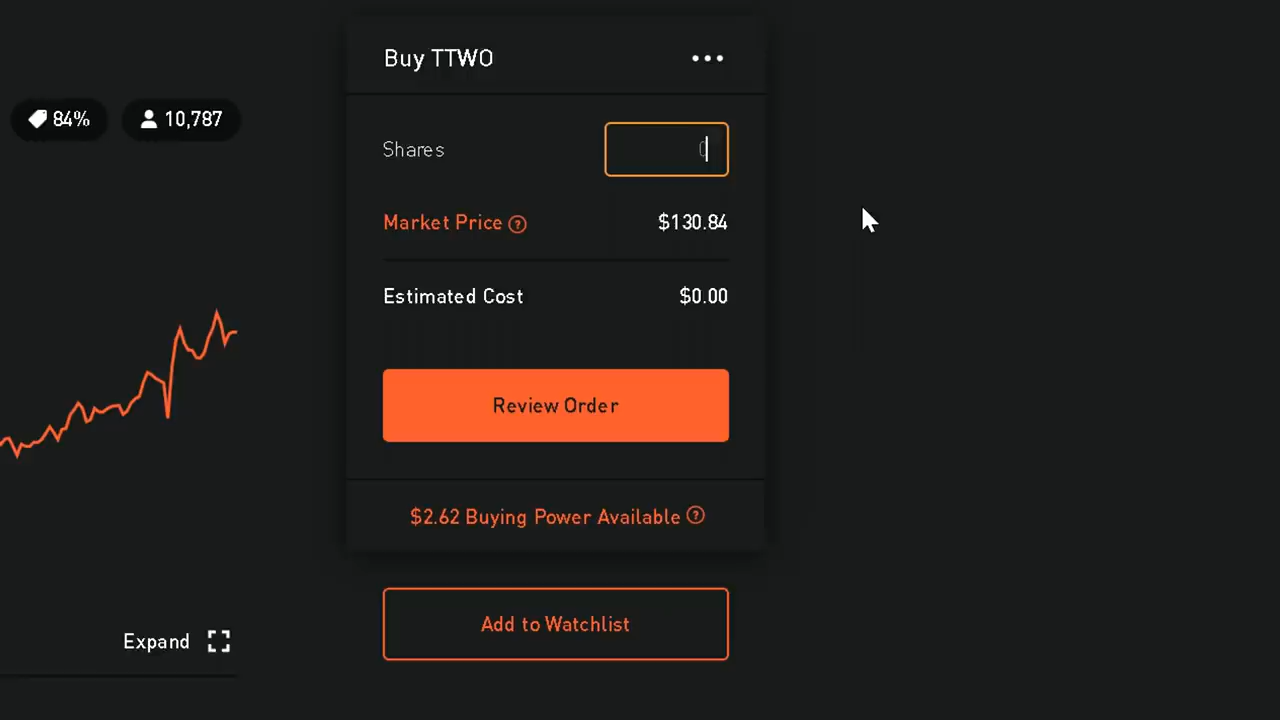 Buy TTWO
84% 10,787
Shares 0
Market Price ? $130.84
Estimated Cost $0.00
Review Order
$2.62 Buying Power Available ?
Add to Watchlist
Expand